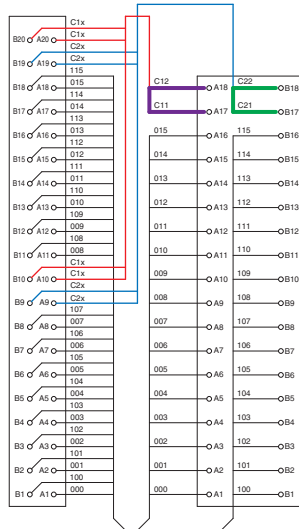 C1x
B20 A20 C1x
C2x
B19 A19 C2x
115
B18 A18 015
114
B17 A17 014
113
B16 A16 013
112
B15 A15 012
111
B14 A14 011
110
B13 A13 010
109
B12 A12 009
108
B11 A11 008
C1x
B10 A10 C1x
C2x
B9 A9 C2x
107
B8 A8 007
106
B7 A7 006
105
B6 A6 005
104
B5 A5 004
103
B4 A4 003
102
B3 A3 002
101
B2 A2 001
100
B1 A1 000
C12 A18 C22 B18
C11 A17 C21 B17
015 A16 115 B16
014 A15 114 B15
013 A14 113 B14
012 A13 112 B13
011 A12 111 B12
010 A11 110 B11
009 A10 109 B10
008 A9 108 B9
007 A8 107 B8
006 A7 106 B7
005 A6 105 B6
004 A5 104 B5
003 A4 103 B4
002 A3 102 B3
001 A2 101 B2
000 A1 100 B1